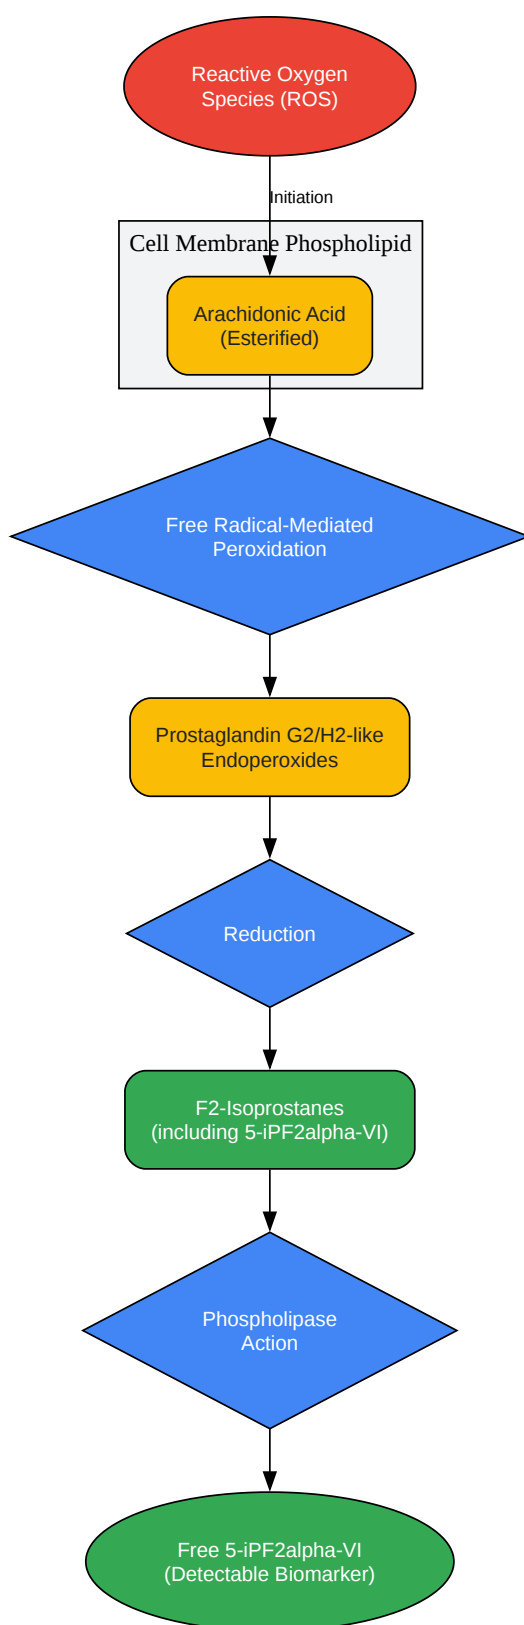 Reactive Oxygen
Species (ROS)
Initiation
Cell Membrane Phospholipid
Arachidonic Acid
(Esterified)
Free Radical-Mediated
Peroxidation
Prostaglandin G2/H2-like
Endoperoxides
Reduction
F2-Isoprostanes
(including 5-iPF2alpha-VI)
Phospholipase
Action
Free 5-iPF2alpha-VI
(Detectable Biomarker)